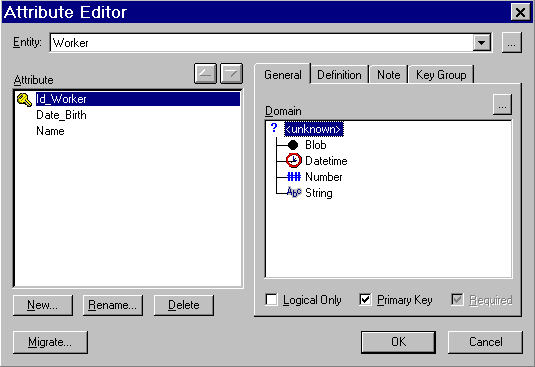 Attribute Editor
Entity: Worker ...
Attribute
Id_Worker
Date_Birth
Name
New... Rename... Delete
Migrate...
General Definition Note Key Group
Domain ...
? <unknown>
Blob
Datetime
Number
ABC String
Logical Only Primary Key Required
OK Cancel